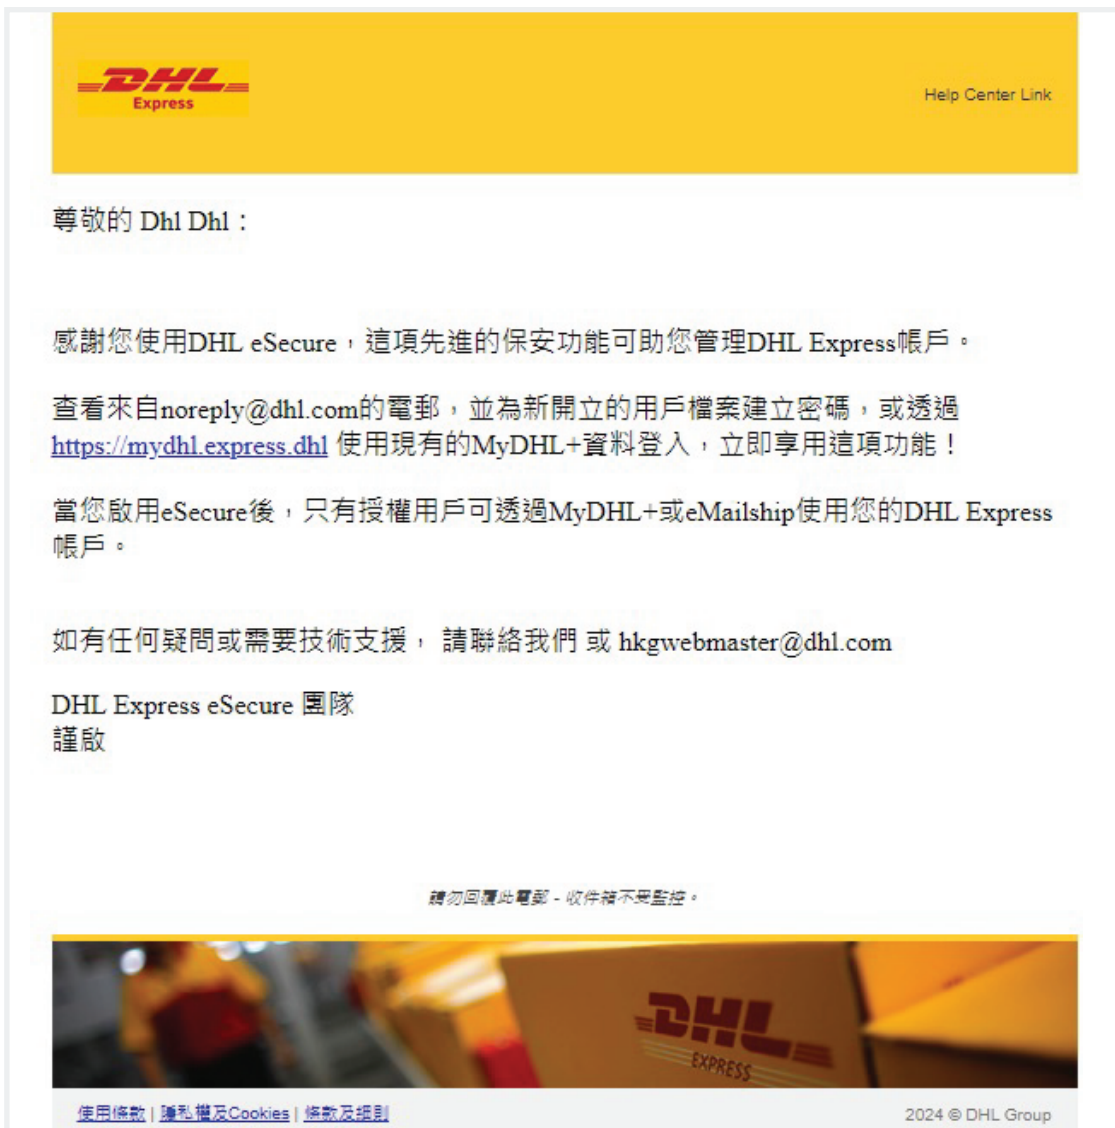 DHL
Express
Help Center Link
尊敬的 Dhl Dhl：
感謝您使用DHL eSecure，這項先進的保安功能可助您管理DHL Express帳戶。
查看來自noreply@dhl.com的電郵，並為新開立的用戶檔案建立密碼，或透過
https://mydhl.express.dhl 使用現有的MyDHL+資料登入，立即享用這項功能！
當您啟用eSecure後，只有授權用戶可透過MyDHL+或eMailship使用您的DHL Express
帳戶。
如有任何疑問或需要技術支援， 請聯絡我們 或 hkgwebmaster@dhl.com
DHL Express eSecure 團隊
謹啟
請勿回覆此電郵 - 收件箱不受監控。
DHL
EXPRESS
使用條款 | 隱私權及Cookies | 條款及細則
2024 © DHL Group